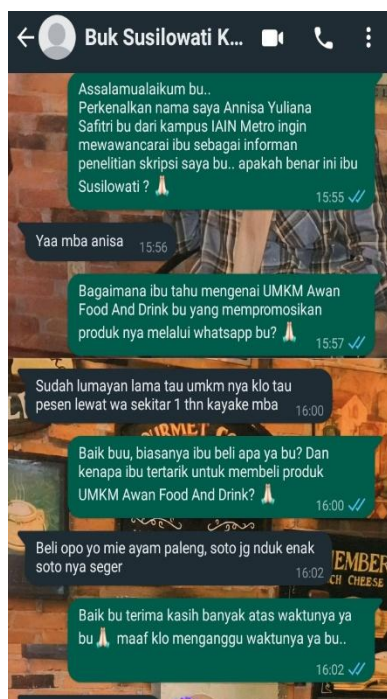 Buk Susilowati K...
Assalamualaikum bu..
Perkenalkan nama saya Annisa Yuliana
Safitri bu dari kampus IAIN Metro ingin
mewawancarai ibu sebagai informan
penelitian skripsi saya bu.. apakah benar ini ibu
Susilowati ? 🙏🏻
15:55
Yaa mba anisa 15:56
Bagaimana ibu tahu mengenai UMKM Awan
Food And Drink bu yang mempromosikan
produk nya melalui whatsapp bu? 🙏🏻
15:57
Sudah lumayan lama tau umkm nya klo tau
pesen lewat wa sekitar 1 thn kayake mba
16:00
Baik buu, biasanya ibu beli apa ya bu? Dan
kenapa ibu tertarik untuk membeli produk
UMKM Awan Food And Drink? 🙏🏻
16:00
Beli opo yo mie ayam paleng, soto jg nduk enak
soto nya seger
16:02
Baik bu terima kasih banyak atas waktunya ya
bu 🙏🏻 maaf klo menganggu waktunya ya bu..
16:02